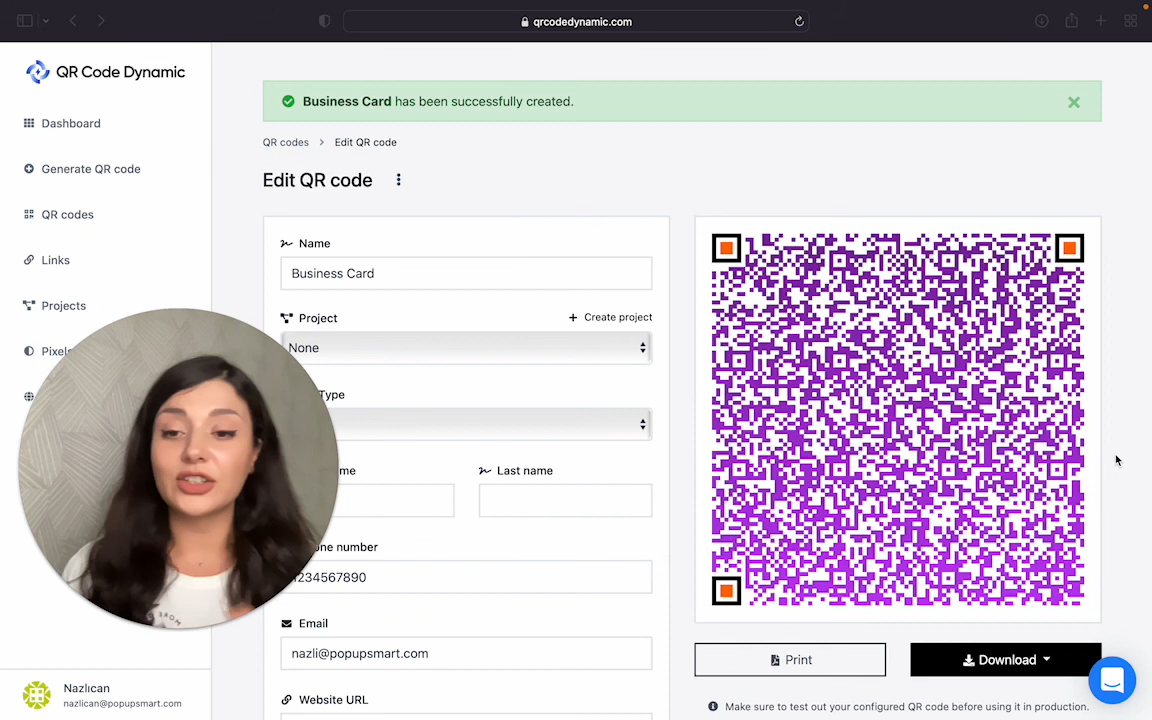 qrcodedynamic.com
QR Code Dynamic
Dashboard
Generate QR code
QR codes
Links
Projects
Pixels
Nazlıcan
nazlican@popupsmart.com
Business Card has been successfully created.
QR codes > Edit QR code
Edit QR code
Name
Business Card
Project
+ Create project
None
Type
Last name
number
1234567890
Email
nazli@popupsmart.com
Website URL
Print
Download
Make sure to test out your configured QR code before using it in production.